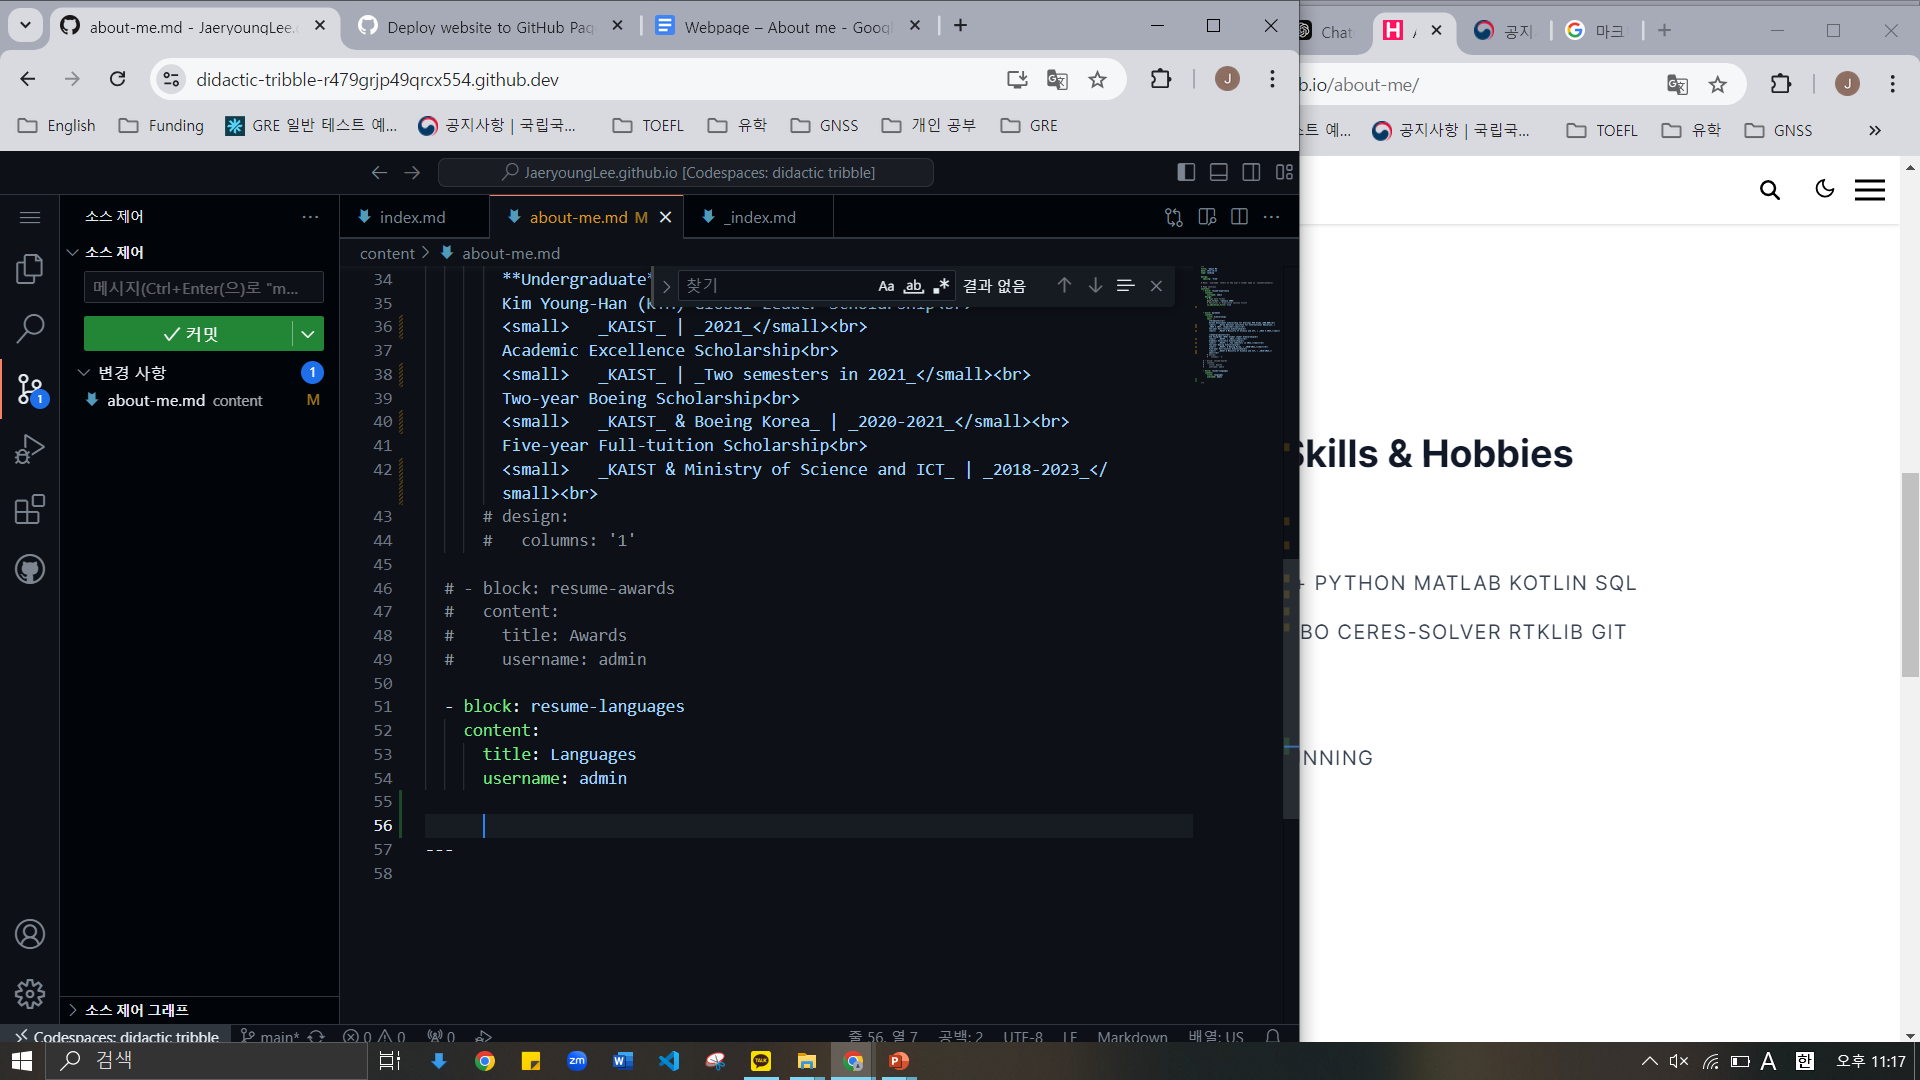 about-me.md - JaeryoungLee.
Deploy website to GitHub Pag
Webpage – About me - Googl
Chat
공지
마크
didactic-tribble-r479grjp49qrcx554.github.dev
J
b.io/about-me/
J
English
Funding
GRE 일반 테스트 예...
공지사항 | 국립국...
TOEFL
유학
GNSS
개인 공부
GRE
스트 예...
공지사항 | 국립국...
TOEFL
유학
GNSS
JaeryoungLee.github.io [Codespaces: didactic tribble]
소스 제어
index.md
about-me.md M
_index.md
소스 제어
content > about-me.md
메시지(Ctrl+Enter(으)로 "m...
커밋
변경 사항 1
about-me.md content M
1
찾기 Aa ab 결과 없음
34 **Undergraduate*
35 Kim Young-Han (KYH) Global Leader Scholarship<br>
36 <small> _KAIST_ | _2021_</small><br>
37 Academic Excellence Scholarship<br>
38 <small> _KAIST_ | _Two semesters in 2021_</small><br>
39 Two-year Boeing Scholarship<br>
40 <small> _KAIST_ & Boeing Korea_ | _2020-2021_</small><br>
41 Five-year Full-tuition Scholarship<br>
42 <small> _KAIST & Ministry of Science and ICT_ | _2018-2023_</
small><br>
43 # design:
44 # columns: '1'
45
46 # - block: resume-awards
47 # content:
48 # title: Awards
49 # username: admin
50
51 - block: resume-languages
52 content:
53 title: Languages
54 username: admin
55
56
57 ---
58
Skills & Hobbies
+ PYTHON MATLAB KOTLIN SQL
BO CERES-SOLVER RTKLIB GIT
NNING
소스 제어 그래프
Codespaces: didactic tribble
main*
0 0
0
줄 56, 열 7
공백: 2
UTF-8
LF
Markdown
배열: US
검색
zm
TALK
A
한
오후 11:17